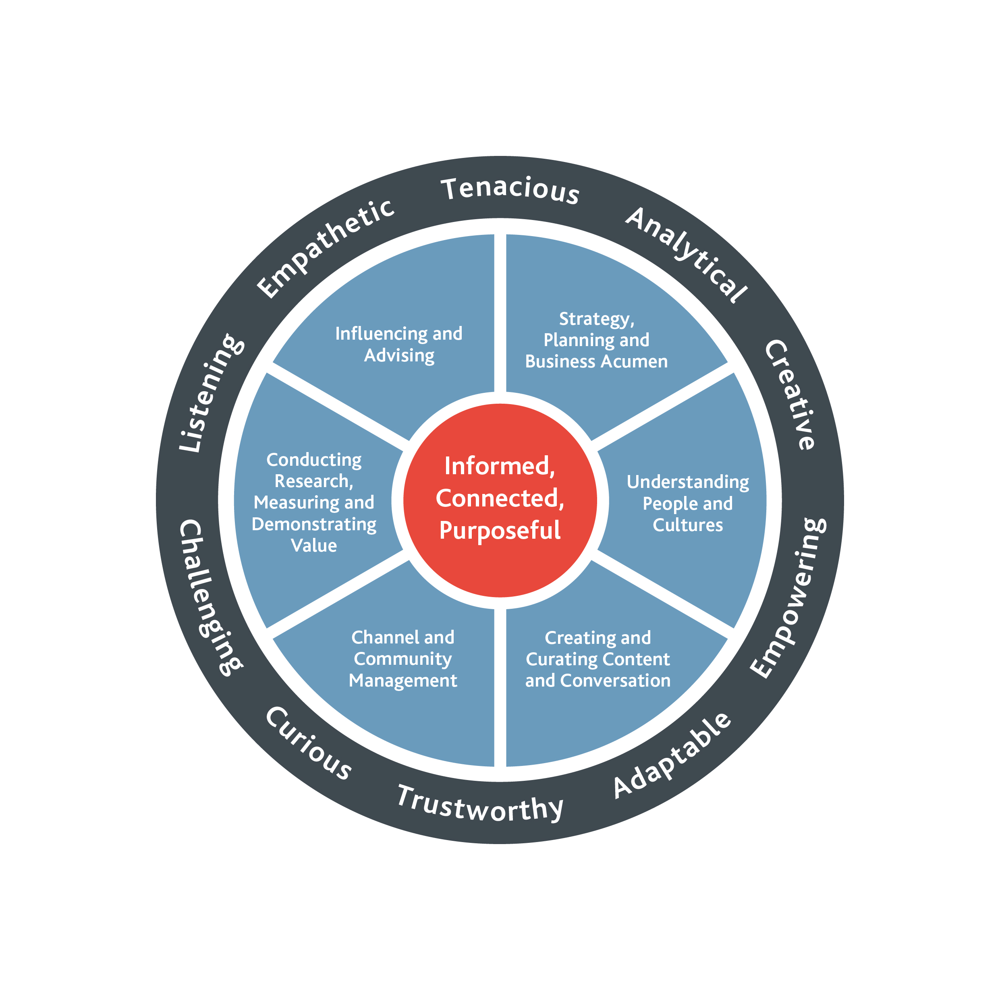 Tenacious
Analytical
Creative
Empowering
Adaptable
Trustworthy
Curious
Challenging
Listening
Empathetic
Strategy,
Planning and
Business Acumen
Understanding
People and
Cultures
Creating and
Curating Content
and Conversation
Channel and
Community
Management
Conducting
Research,
Measuring and
Demonstrating
Value
Influencing and
Advising
Informed,
Connected,
Purposeful